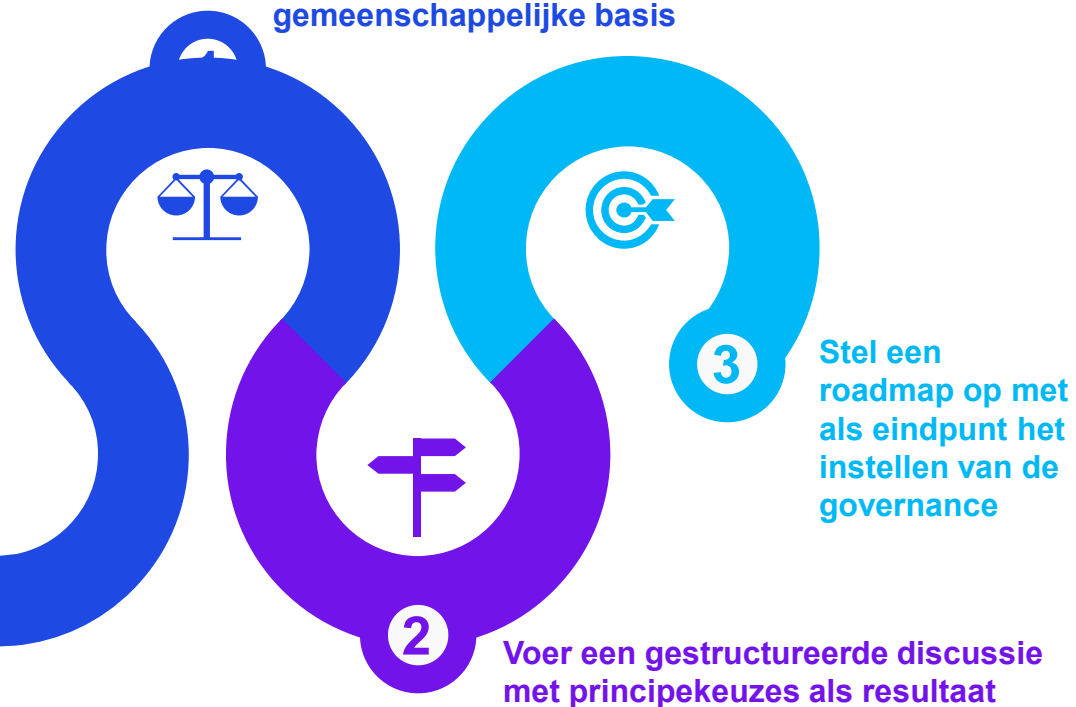 gemeenschappelijke basis
3
Stel een
roadmap op met
als eindpunt het
instellen van de
governance
2
Voer een gestructureerde discussie
met principekeuzes als resultaat